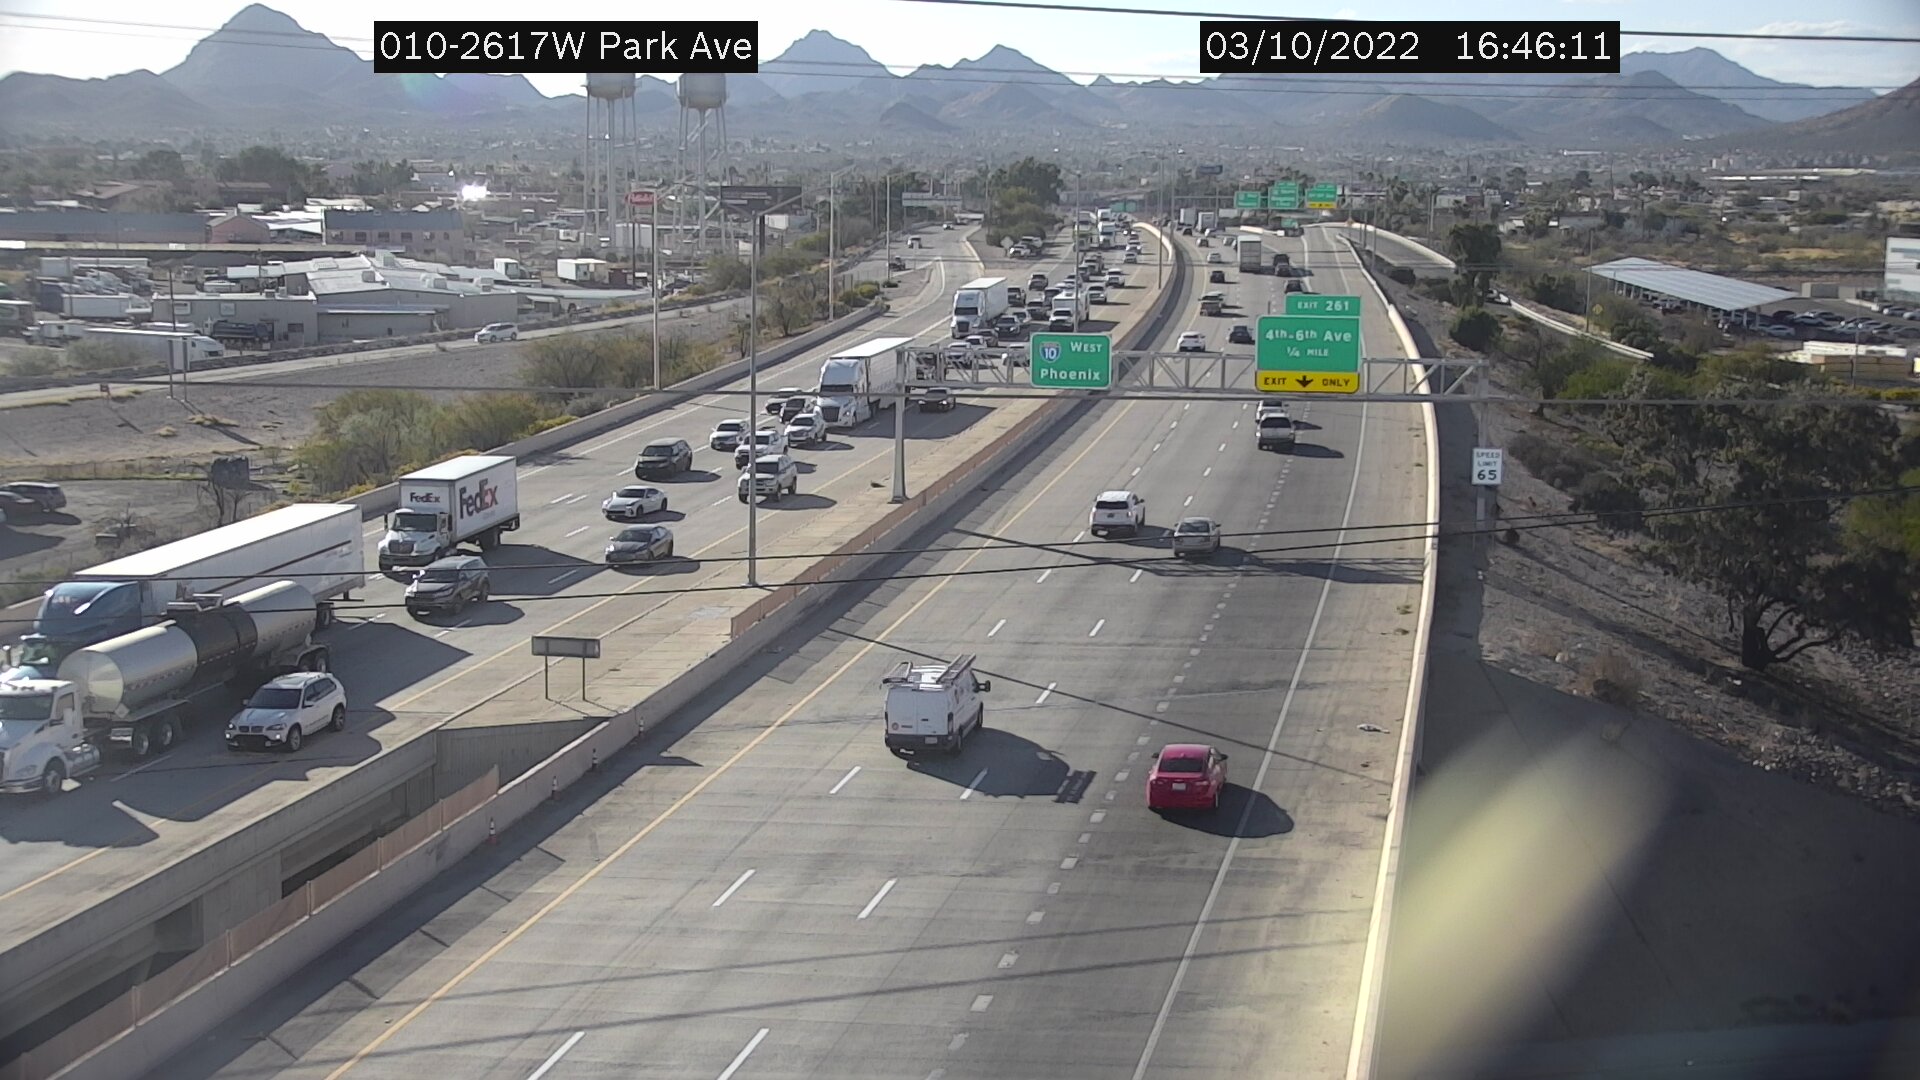 010-2617W Park Ave
03/10/2022 16:46:11
EXIT 261
4th-6th Ave
1/4 MILE
EXIT ONLY
10
WEST
Phoenix
SPEED
LIMIT
65
FedEx
FedEx